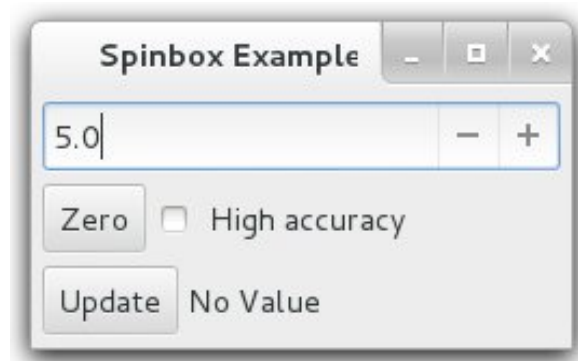 Spinbox Example
5.0
Zero High accuracy
Update No Value